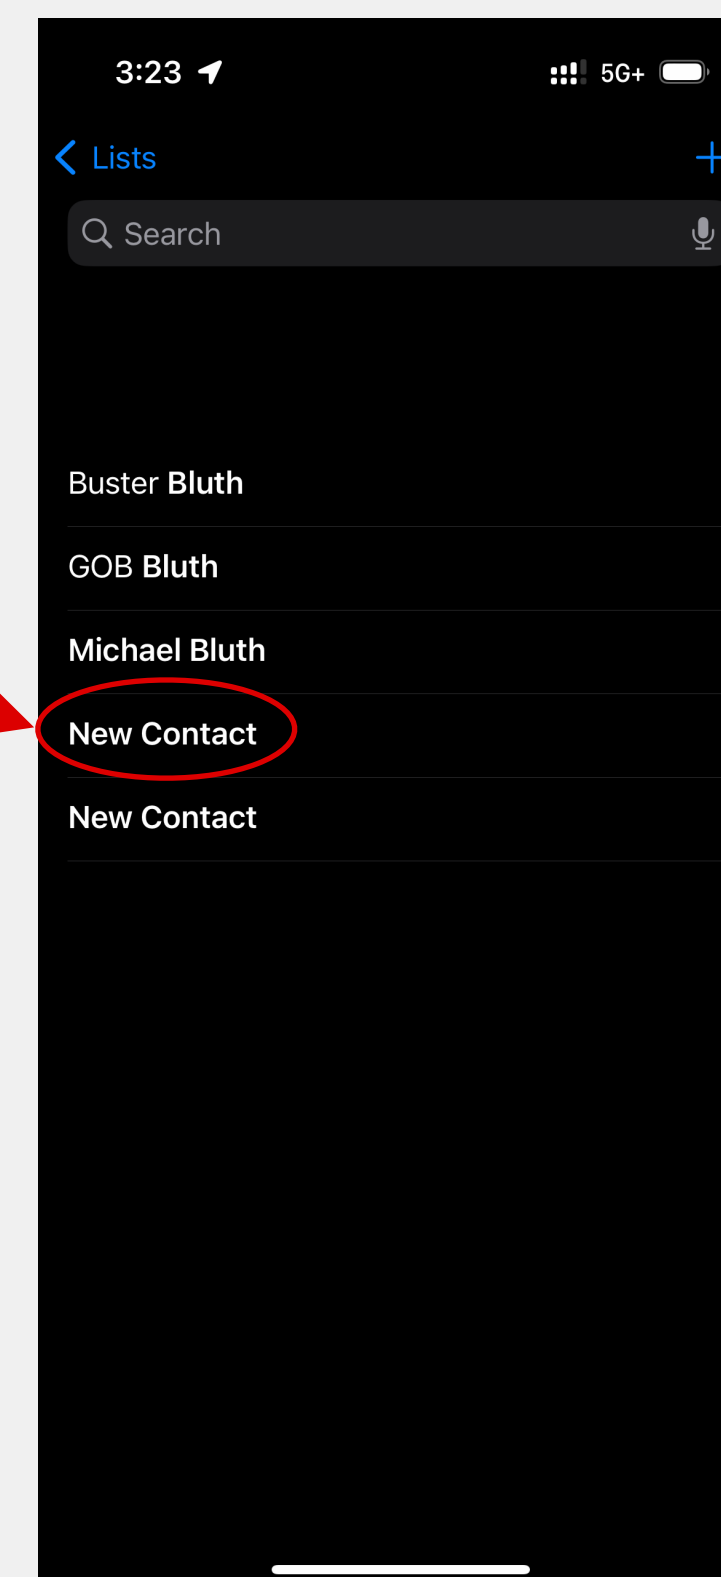 3:23
5G+
Lists
Search
Buster Bluth
GOB Bluth
Michael Bluth
New Contact
New Contact